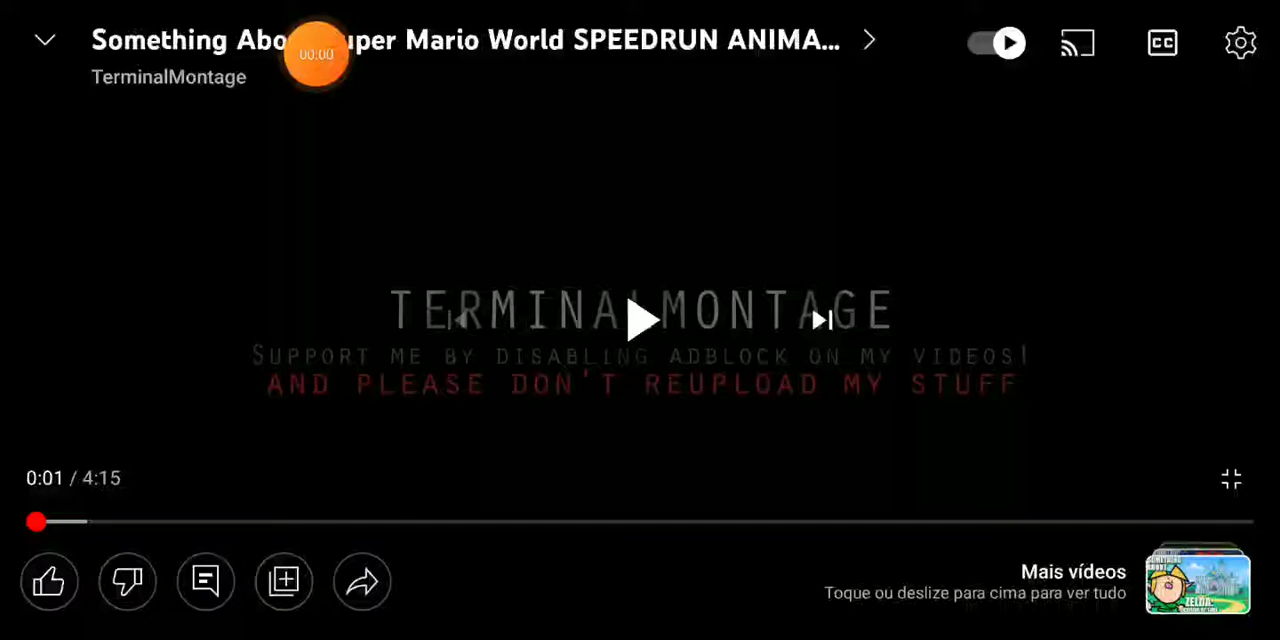 Something Abo uper Mario World SPEEDRUN ANIMA...
00:00
TerminalMontage
CC
TERMINALMONTAGE
SUPPORT ME BY DISABLING ADBLOCK ON MY VIDEOS!
AND PLEASE DON'T REUPLOAD MY STUFF
0:01 / 4:15
Mais vídeos
Toque ou deslize para cima para ver tudo
ZELDA